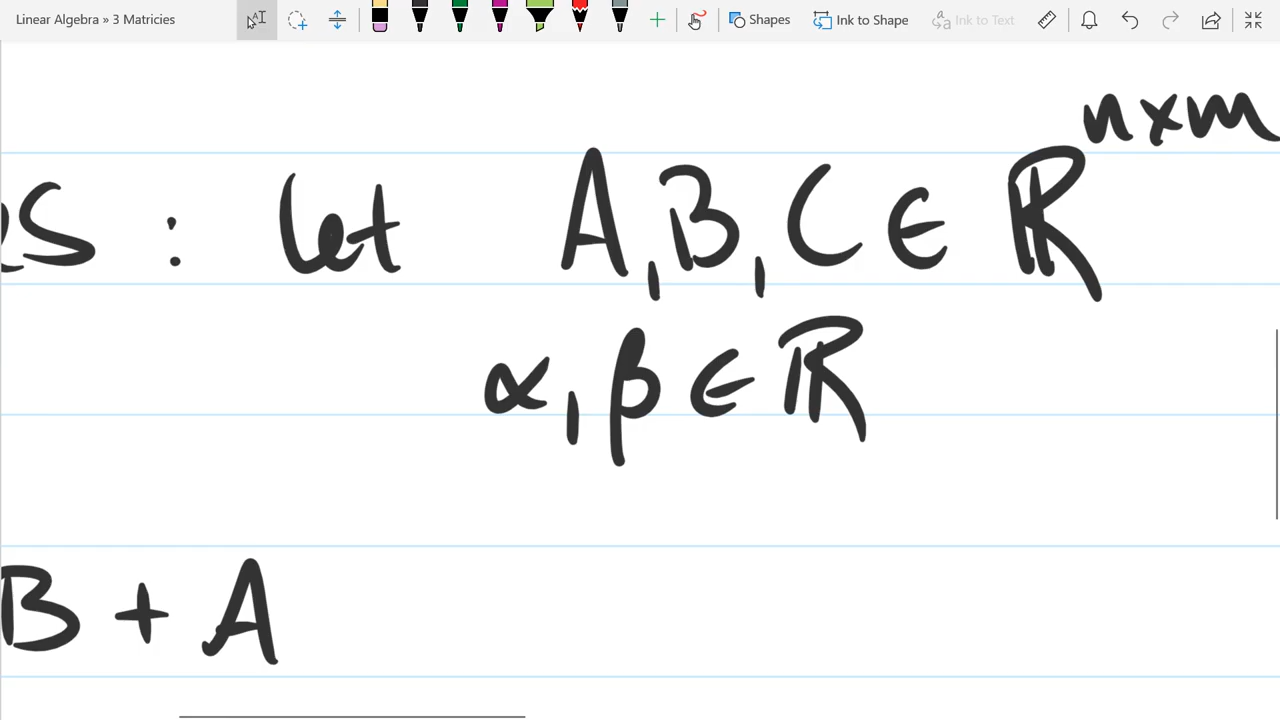 Linear Algebra » 3 Matricies
Shapes
Ink to Shape
Ink to Text
n×m
S : let A, B, C ∈ ℝ
α, β ∈ ℝ
B + A